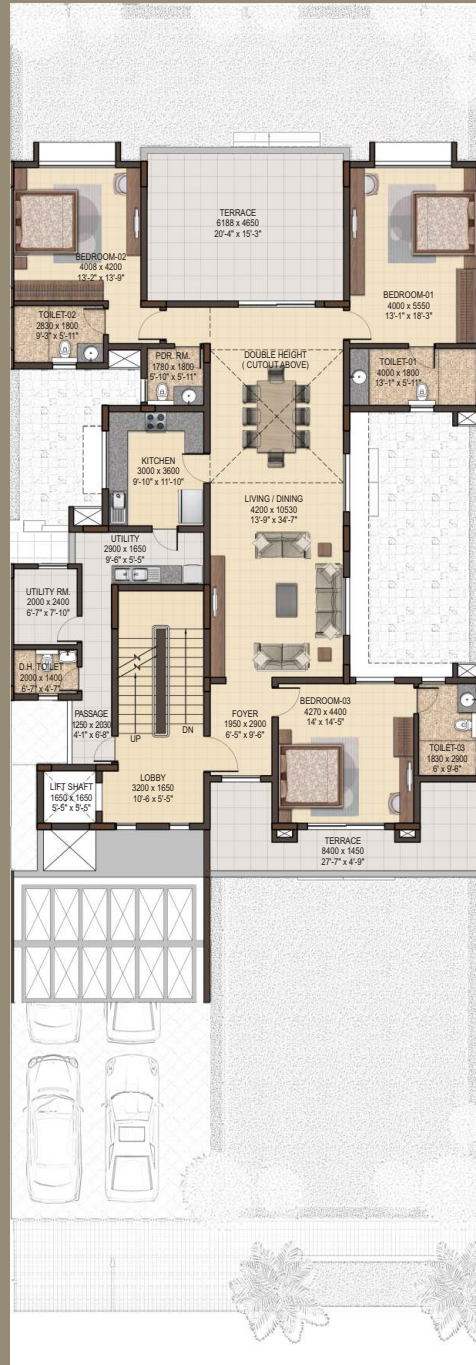 TERRACE
6188 x 4650
20'-4" x 15'-3"
BEDROOM-02
4008 x 4200
13'-2" x 13'-9"
BEDROOM-01
4000 x 5550
13'-1" x 18'-3"
TOILET-02
2830 x 1800
9'-3" x 5'-11"
PDR. RM.
1780 x 1800
5'-10" x 5'-11"
DOUBLE HEIGHT
( CUTOUT ABOVE)
TOILET-01
4000 x 1800
13'-1" x 5'-11"
KITCHEN
3000 x 3600
9'-10" x 11'-10"
LIVING / DINING
4200 x 10530
13'-9" x 34'-7"
UTILITY
2900 x 1650
9'-6" x 5'-5"
UTILITY RM.
2000 x 2400
6'-7" x 7'-10"
D.H. TOILET
2000 x 1400
6'-7" x 4'-7"
PASSAGE
1250 x 2030
4'-1" x 6'-8"
UP
DN
FOYER
1950 x 2900
6'-5" x 9'-6"
BEDROOM-03
4270 x 4400
14' x 14'-5"
TOILET-03
1830 x 2900
6' x 9'-6"
LOBBY
3200 x 1650
10'-6 x 5'-5"
LIFT SHAFT
1650 x 1650
5'-5" x 5'-5"
TERRACE
8400 x 1450
27'-7" x 4'-9"